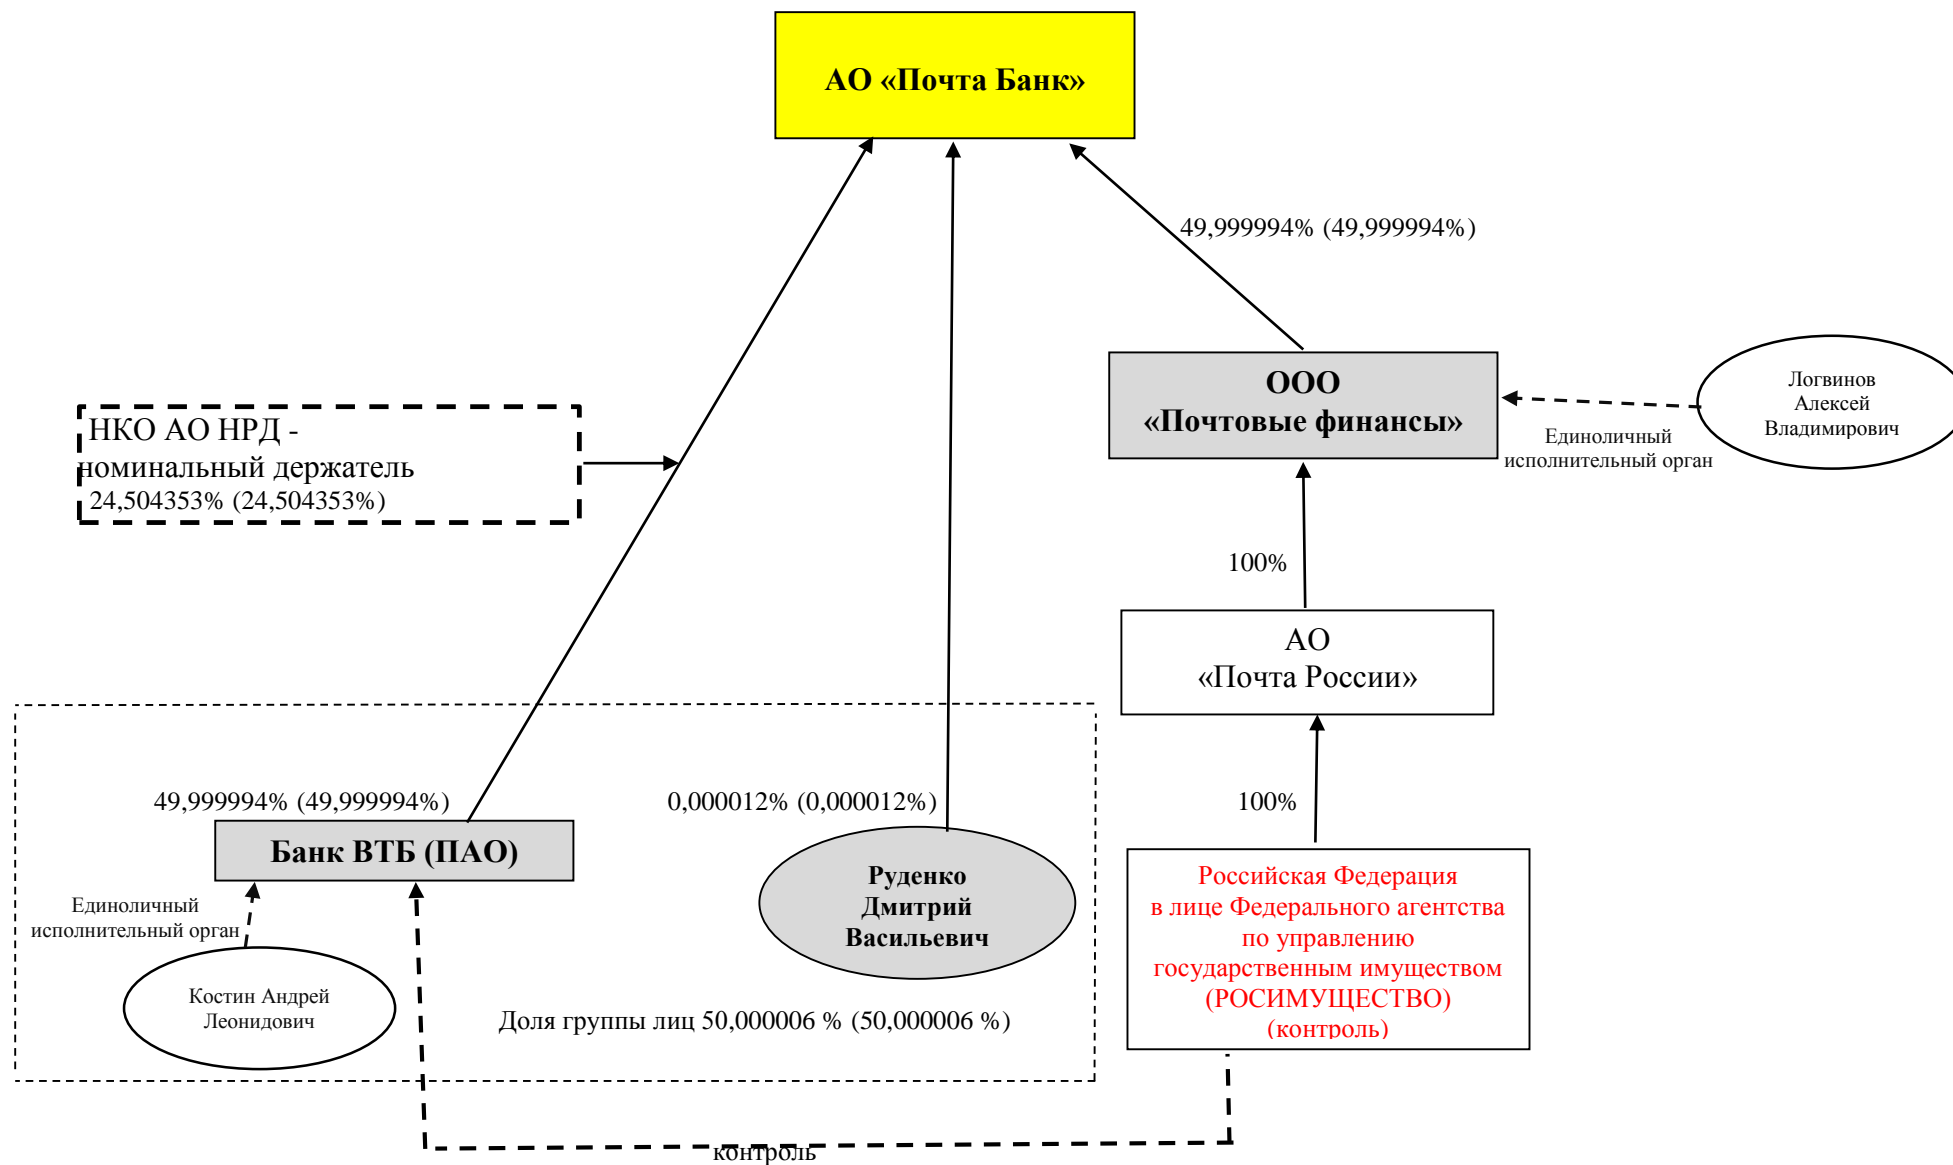 АО «Почта Банк»
49,999994% (49,999994%)
ООО
«Почтовые финансы»
Логвинов
Алексей
Владимирович
Единоличный
исполнительный орган
НКО АО НРД -
номинальный держатель
24,504353% (24,504353%)
100%
АО
«Почта России»
49,999994% (49,999994%)
0,000012% (0,000012%)
100%
Банк ВТБ (ПАО)
Руденко
Дмитрий
Васильевич
Российская Федерация
в лице Федерального агентства
по управлению
государственным имуществом
(РОСИМУЩЕСТВО)
(контроль)
Единоличный
исполнительный орган
Костин Андрей
Леонидович
Доля группы лиц 50,000006 % (50,000006 %)
контроль